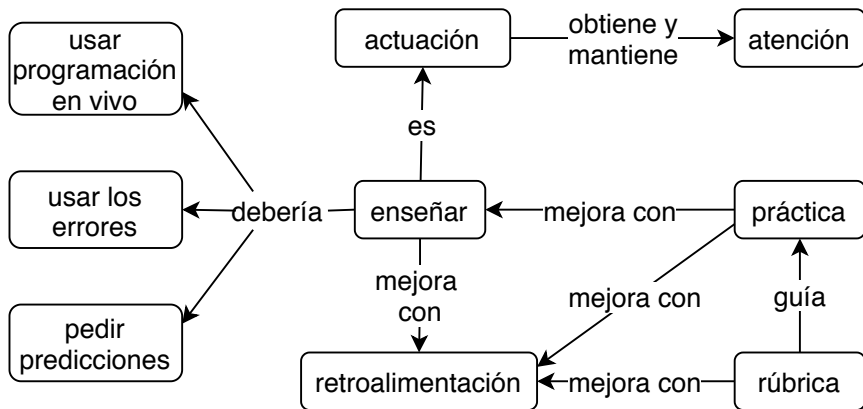 usar
programación
en vivo
actuación
obtiene y
mantiene
atención
es
usar los
errores
debería
enseñar
mejora con
práctica
mejora
con
mejora con
guía
pedir
predicciones
retroalimentación
mejora con
rúbrica